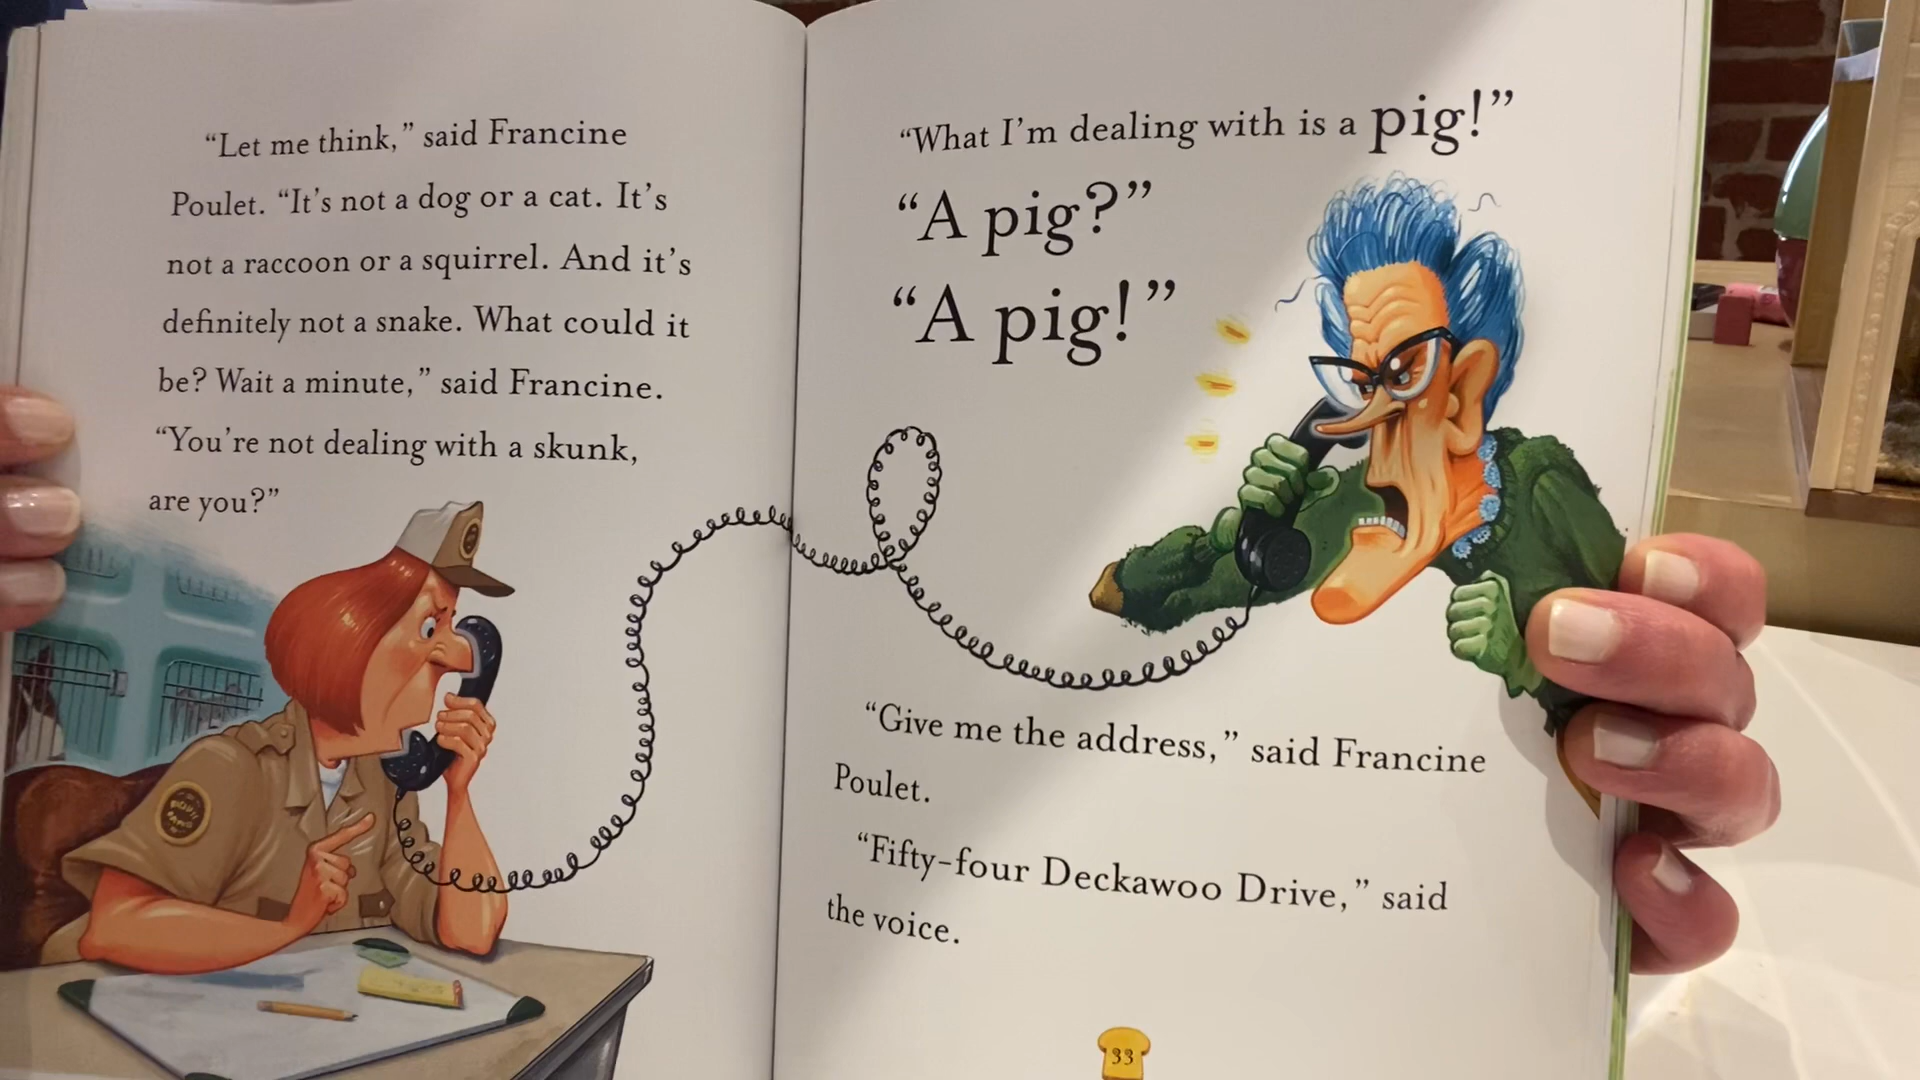 “Let me think,” said Francine
Poulet. “It’s not a dog or a cat. It’s
not a raccoon or a squirrel. And it’s
definitely not a snake. What could it
be? Wait a minute,” said Francine.
“You’re not dealing with a skunk,
are you?”
“What I’m dealing with is a pig!”
“A pig?”
“A pig!”
“Give me the address,” said Francine
Poulet.
“Fifty-four Deckawoo Drive,” said
the voice.
33